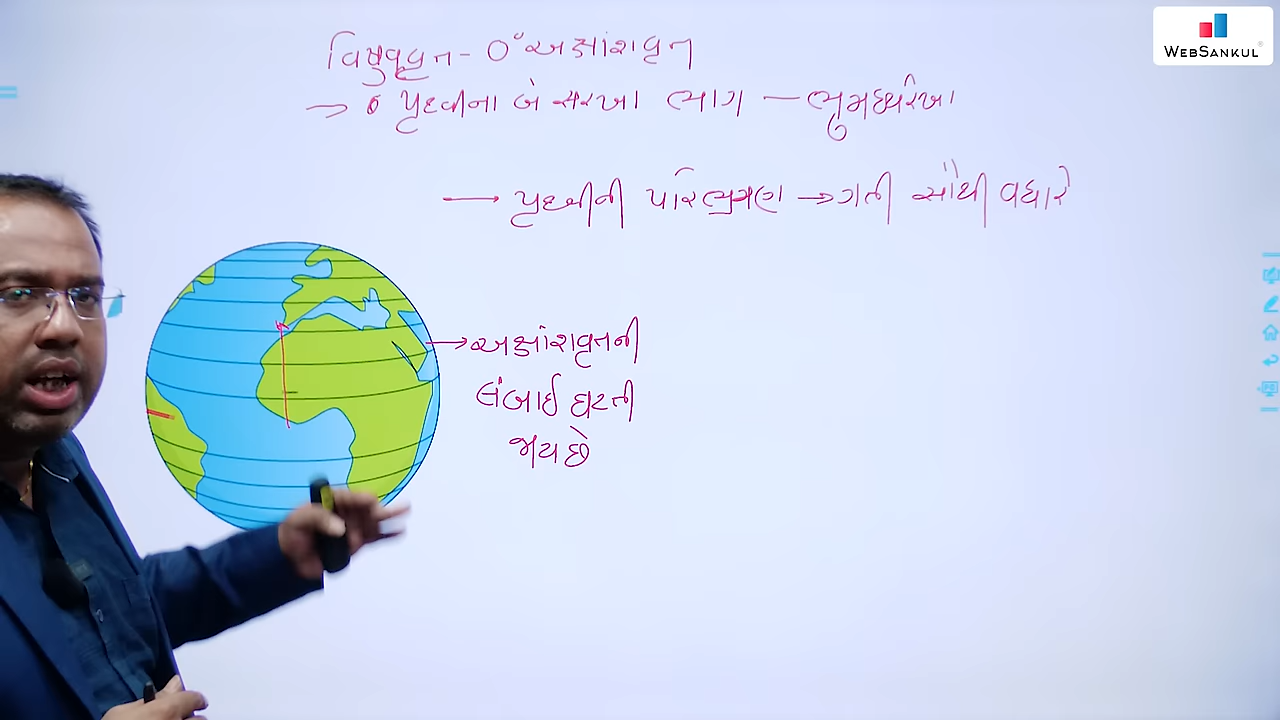 WEBSANKUL
વિષુવવૃત્ત - 0° અક્ષાંશવૃત્ત
→ પૃથ્વીના બે સરખા ભાગ — ભુમધ્યરેખા
→ પૃથ્વીની પરિભ્રમણ → ગતી સૌથી વધારે
→ અક્ષાંશવૃતની
લંબાઈ ઘટતી
જાય છે